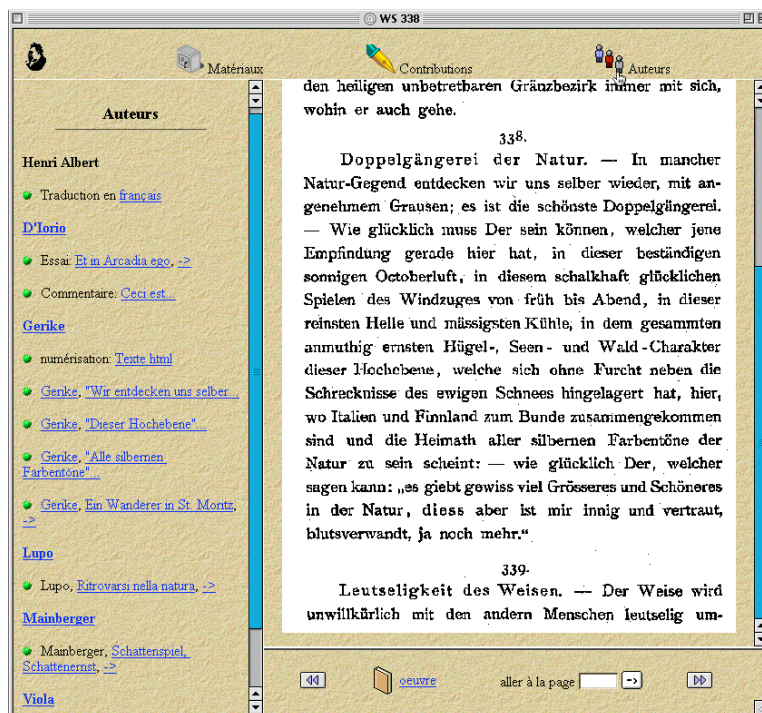 WS 338
Matériaux
Contributions
Auteurs
Auteurs
Henri Albert
Traduction en français
D'Iorio
Essai: Et in Arcadia ego, ->
Commentaire: Ceci est...
Gerike
numérisation: Texte html
Gerike, "Wir entdecken uns selber...
Gerike, "Dieser Hochebene"...
Gerike, "Alle silbernen
Farbentöne"...
Gerike, Ein Wanderer in St. Moritz,
->
Lupo
Lupo, Ritrovarsi nella natura, ->
Mainberger
Mainberger, Schattenspiel,
Schattenernst, ->
Viola
den heiligen unbetretbaren Gränzbezirk immer mit sich,
wohin er auch gehe.
338.
Doppelgängerei der Natur. — In mancher
Natur-Gegend entdecken wir uns selber wieder, mit an-
genehmem Grausen; es ist die schönste Doppelgängerei.
— Wie glücklich muss Der sein können, welcher jene
Empfindung gerade hier hat, in dieser beständigen
sonnigen Octoberluft, in diesem schalkhaft glücklichen
Spielen des Windzuges von früh bis Abend, in dieser
reinsten Helle und mässigsten Kühle, in dem gesammten
anmuthig ernsten Hügel-, Seen- und Wald-Charakter
dieser Hochebene, welche sich ohne Furcht neben die
Schrecknisse des ewigen Schnees hingelagert hat, hier,
wo Italien und Finnland zum Bunde zusammengekommen
sind und die Heimath aller silbernen Farbentöne der
Natur zu sein scheint: — wie glücklich Der, welcher
sagen kann: „es giebt gewiss viel Grösseres und Schöneres
in der Natur, diess aber ist mir innig und vertraut,
blutsverwandt, ja noch mehr.“
339.
Leutseligkeit des Weisen. — Der Weise wird
unwillkürlich mit den andern Menschen leutselig um-
oeuvre
aller à la page
->